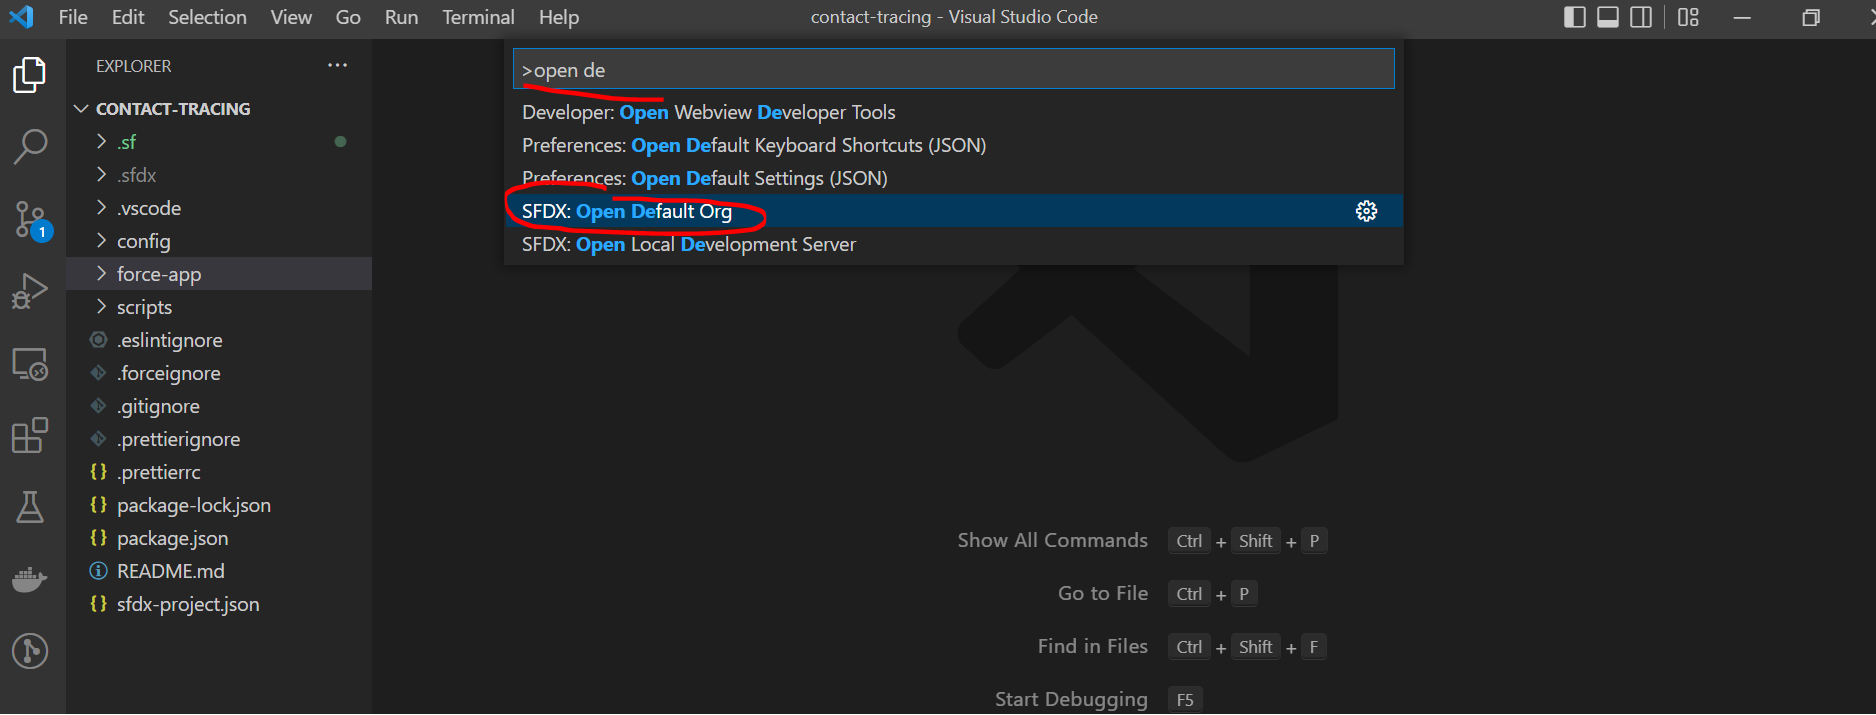 File Edit Selection View Go Run Terminal Help
contact-tracing - Visual Studio Code
EXPLORER
CONTACT-TRACING
.sf
.sfdx
.vscode
config
force-app
scripts
.eslintignore
.forceignore
.gitignore
.prettierignore
.prettierrc
package-lock.json
package.json
README.md
sfdx-project.json
1
>open de
Developer: Open Webview Developer Tools
Preferences: Open Default Keyboard Shortcuts (JSON)
Preferences: Open Default Settings (JSON)
SFDX: Open Default Org
SFDX: Open Local Development Server
Show All Commands Ctrl + Shift + P
Go to File Ctrl + P
Find in Files Ctrl + Shift + F
Start Debugging F5